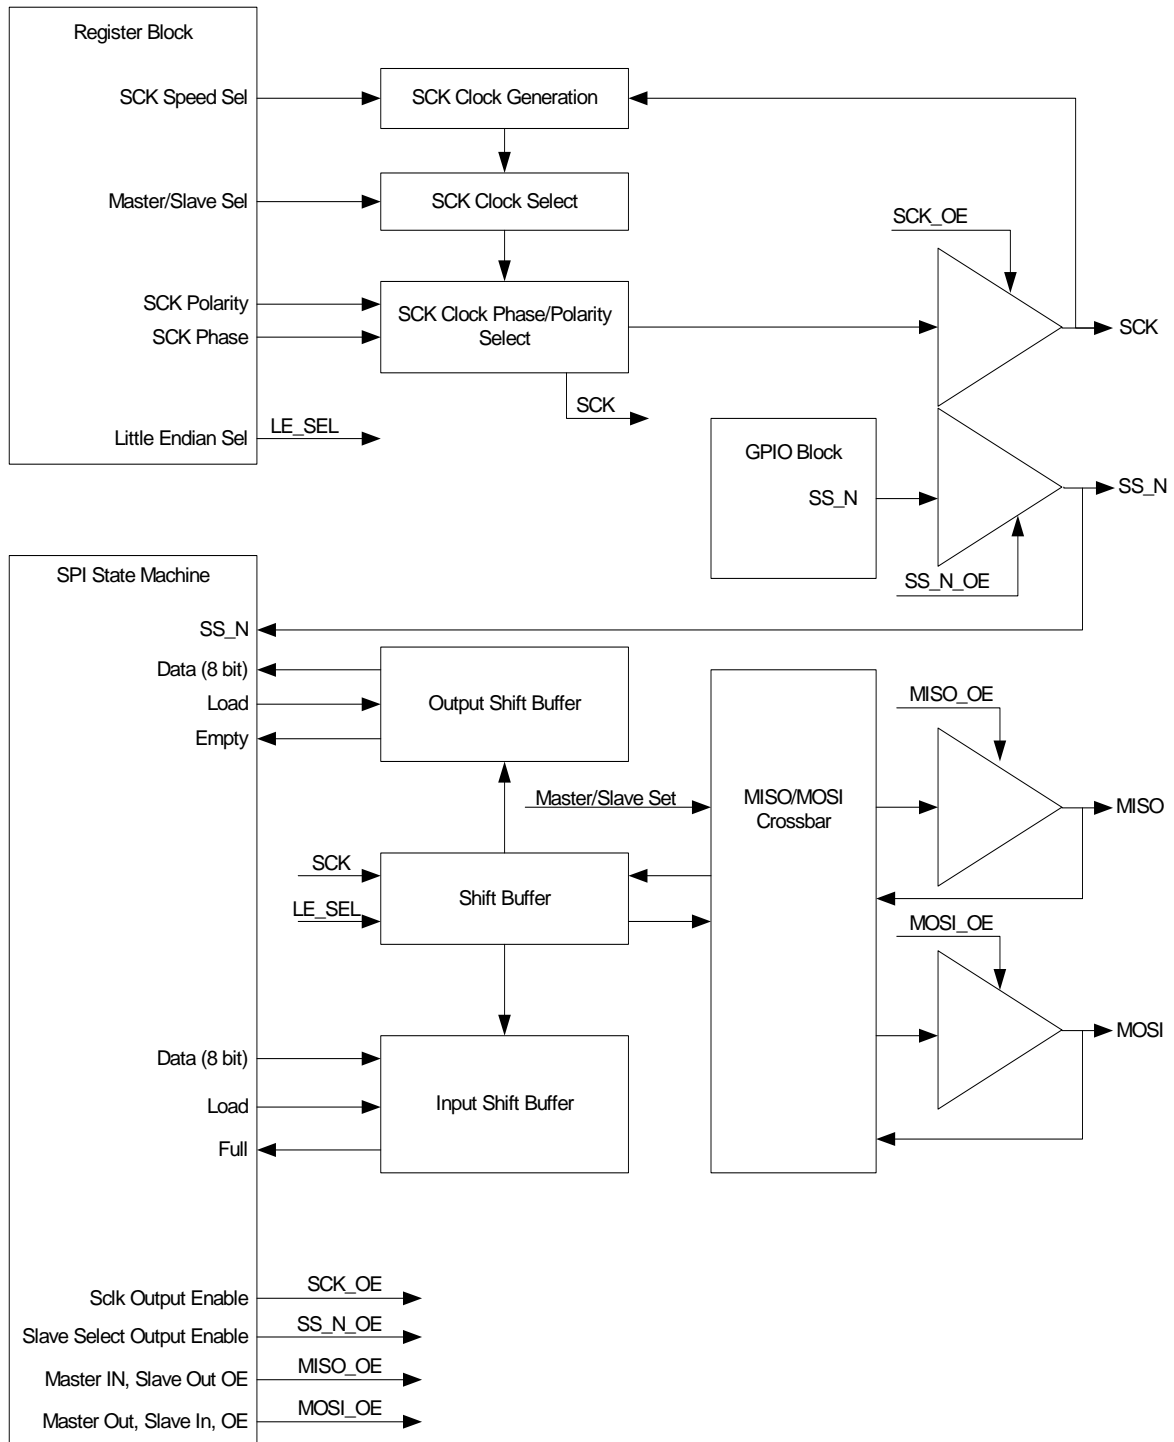 Register Block
SCK Speed Sel
SCK Clock Generation
Master/Slave Sel
SCK Clock Select
SCK_OE
SCK Polarity
SCK Phase
SCK Clock Phase/Polarity
Select
SCK
SCK
Little Endian Sel
LE_SEL
GPIO Block
SS_N
SS_N
SS_N_OE
SPI State Machine
SS_N
Data (8 bit)
Load
Empty
Output Shift Buffer
MISO_OE
Master/Slave Set
MISO/MOSI
Crossbar
MISO
SCK
LE_SEL
Shift Buffer
MOSI_OE
MOSI
Data (8 bit)
Load
Full
Input Shift Buffer
Sclk Output Enable
SCK_OE
Slave Select Output Enable
SS_N_OE
Master IN, Slave Out OE
MISO_OE
Master Out, Slave In, OE
MOSI_OE